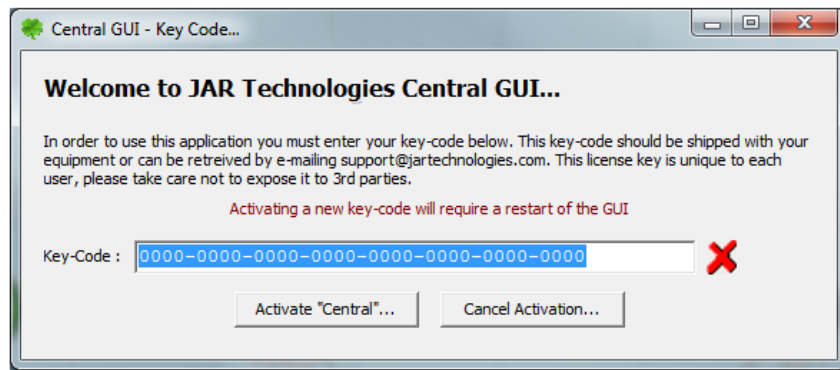 Central GUI - Key Code...
Welcome to JAR Technologies Central GUI...
In order to use this application you must enter your key-code below. This key-code should be shipped with your
equipment or can be retreived by e-mailing support@jartechnologies.com. This license key is unique to each
user, please take care not to expose it to 3rd parties.
Activating a new key-code will require a restart of the GUI
Key-Code : 0000-0000-0000-0000-0000-0000-0000-0000
Activate "Central"... Cancel Activation...